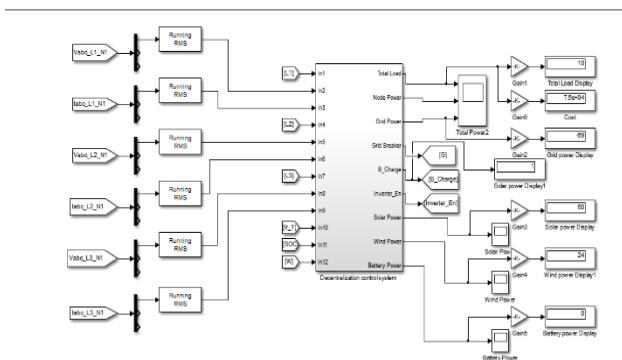 Vabc_L1_N1
Running
RMS
Iabc_L1_N1
Running
RMS
Vabc_L2_N1
Running
RMS
Iabc_L2_N1
Running
RMS
Vabc_L3_N1
Running
RMS
Iabc_L3_N1
Running
RMS
[L1]
[L2]
[L3]
[Ir_1]
[SOC]
[W]
In1
In2
In3
In4
In5
In6
In7
In8
In9
In10
In11
In12
Total Load
Node Power
Grid Power
Grid Breaker
B_Charge
Inverter_En
Solar Power
Wind Power
Battery Power
Decentralization control system
Total Power2
[G]
[B_Charge]
[Inverter_En]
-K-
Gain1
10
Total Load Display
-K-
Gain6
7.5e+04
Cost
-K-
Gain2
-69
Grid power Display
Solar power Display1
-K-
Gain3
60
Solar power Display
Solar Pow
-K-
Gain4
24
Wind power Display1
Wind Power
-K-
Gain5
0
Battery power Display
Battery Power